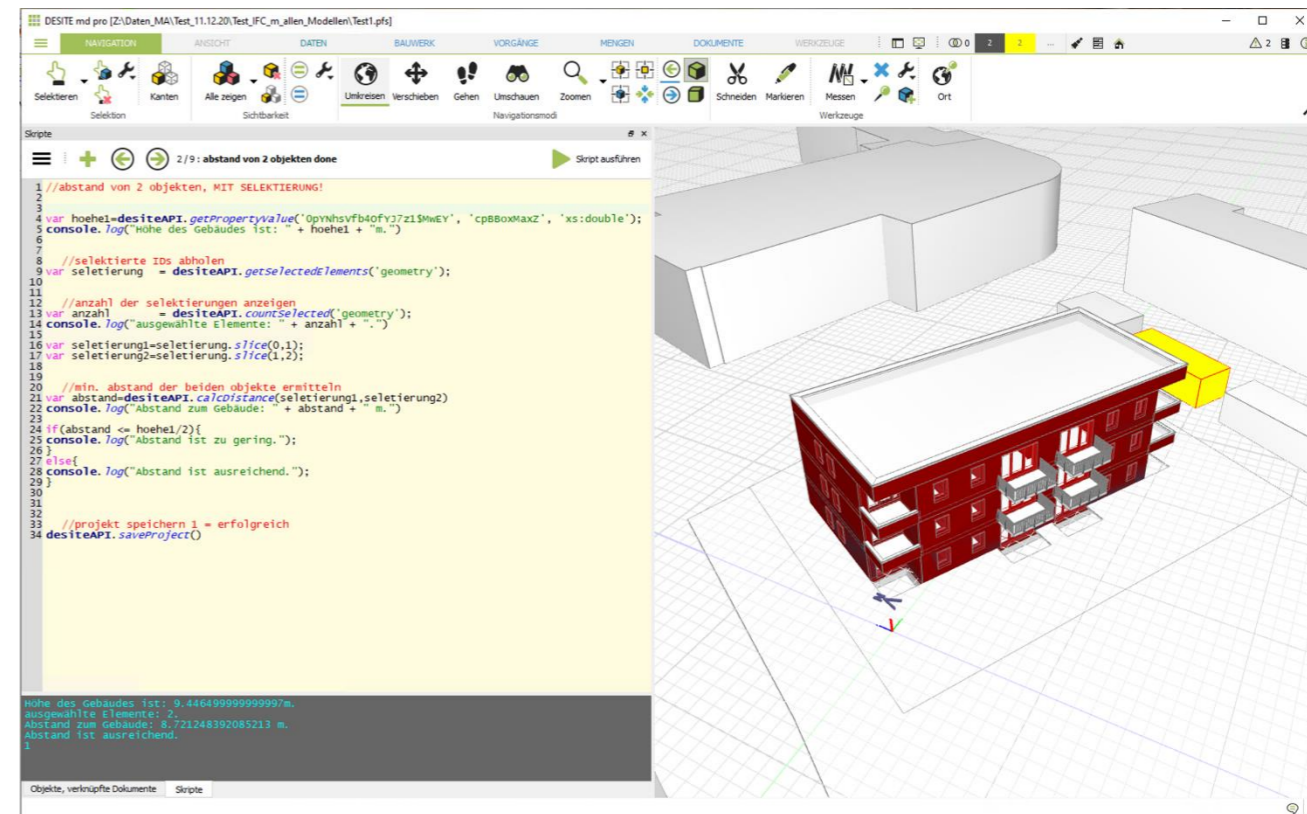 DESITE md pro [Z:\Daten_MA\Test_11.12.20\Test_IFC_m_allen_Modellen\Test1.pfs]
NAVIGATION ANSICHT DATEN BAUWERK VORGÄNGE MENGEN DOKUMENTE WERKZEUGE 0 2 2 ... 2
Selektieren Kanten Alle zeigen Umkreisen Verschieben Gehen Umschauen Zoomen Schneiden Markieren Messen Ort
Selektion Sichtbarkeit Navigationsmodi Werkzeuge
Skripte
2/9 : abstand von 2 objekten done Skript ausführen
1 //abstand von 2 objekten, MIT SELEKTIERUNG!
2
3
4 var hoehe1=desiteAPI.getPropertyValue('0pYNhsVfb4OfYJ7z1$MwEY', 'cpBBoxMaxZ', 'xs:double');
5 console.log("Höhe des Gebäudes ist: " + hoehe1 + "m.")
6
7
8 //selektierte IDs abholen
9 var seletierung = desiteAPI.getSelectedElements('geometry');
10
11
12 //anzahl der selektierungen anzeigen
13 var anzahl = desiteAPI.countSelected('geometry');
14 console.log("ausgewählte Elemente: " + anzahl + ".")
15
16 var seletierung1=seletierung.slice(0,1);
17 var seletierung2=seletierung.slice(1,2);
18
19
20 //min. abstand der beiden objekte ermitteln
21 var abstand=desiteAPI.calcDistance(seletierung1,seletierung2)
22 console.log("Abstand zum Gebäude: " + abstand + " m.")
23
24 if(abstand <= hoehe1/2){
25 console.log("Abstand ist zu gering.");
26 }
27 else{
28 console.log("Abstand ist ausreichend.");
29 }
30
31
32
33 //projekt speichern 1 = erfolgreich
34 desiteAPI.saveProject()
Höhe des Gebäudes ist: 9.446499999999997m.
ausgewählte Elemente: 2.
Abstand zum Gebäude: 8.721248392085213 m.
Abstand ist ausreichend.
1
Objekte, verknüpfte Dokumente Skripte